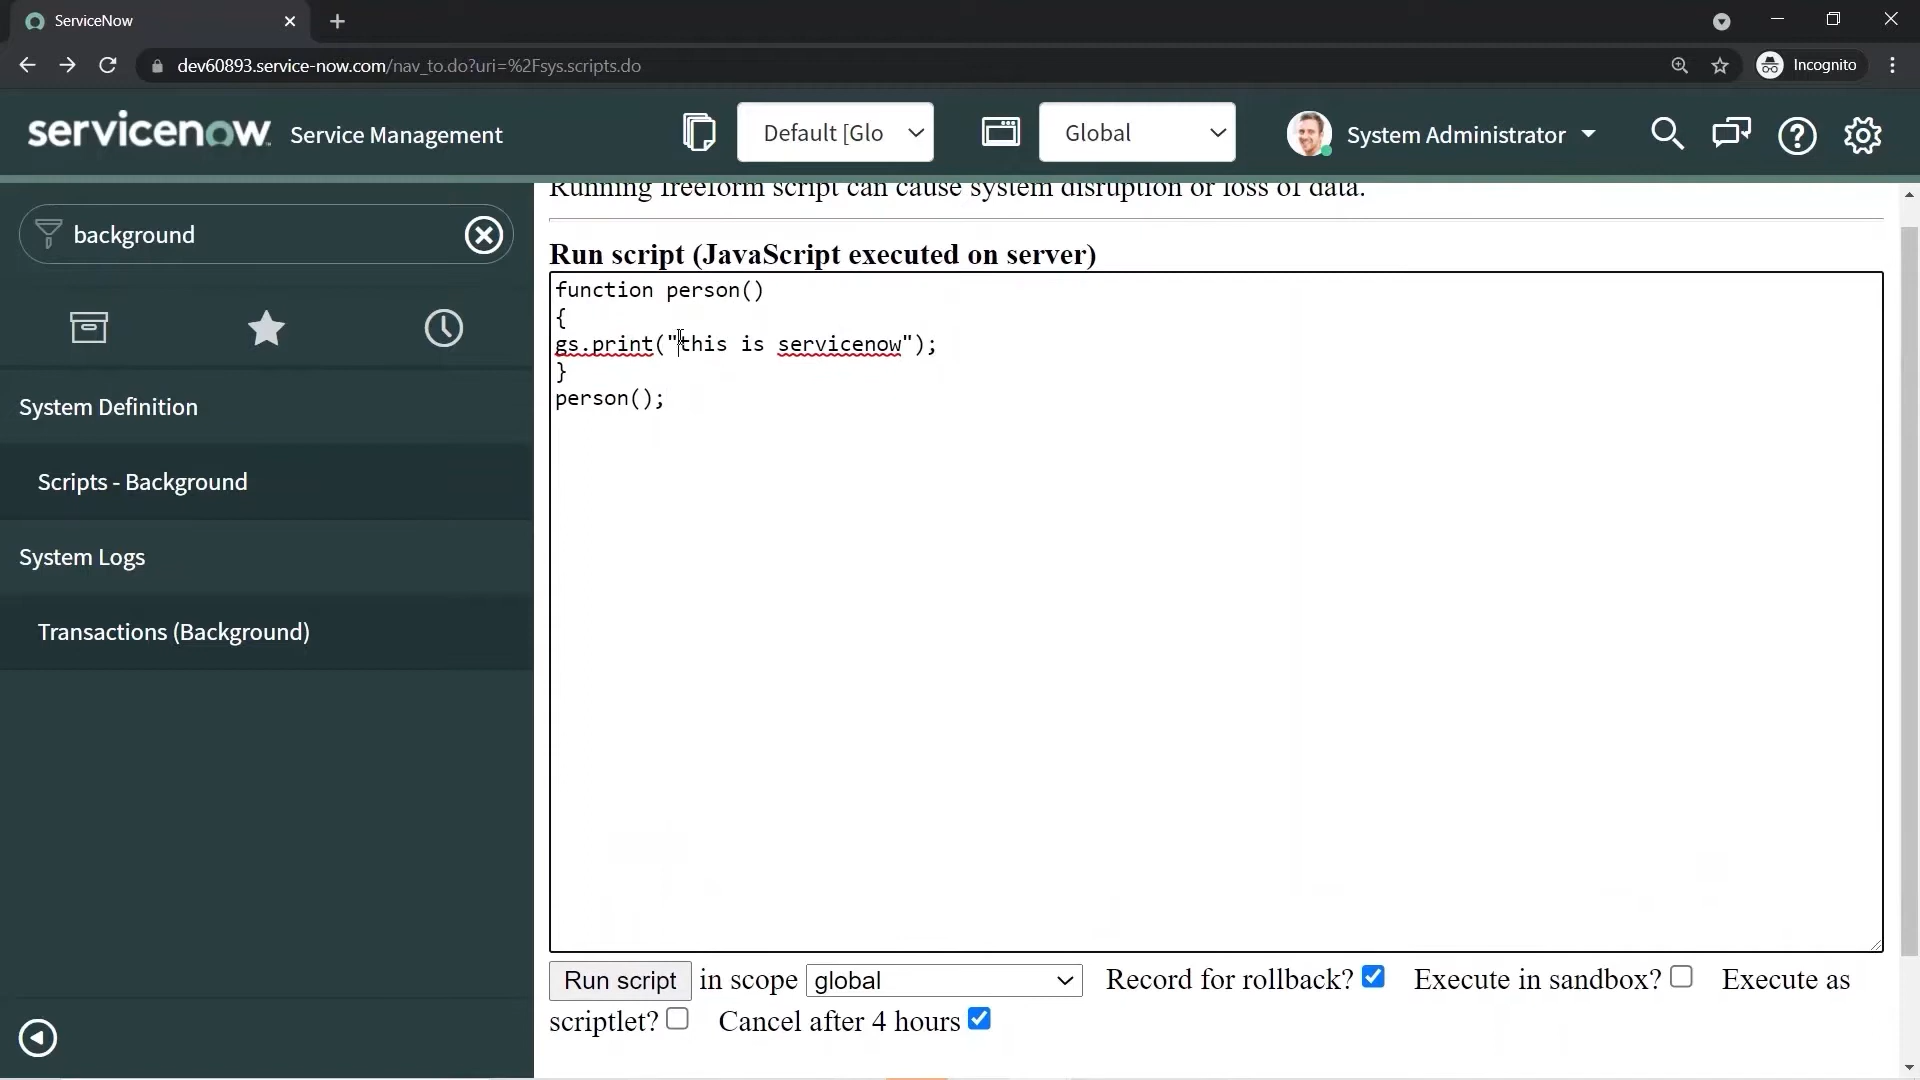 ServiceNow
dev60893.service-now.com/nav_to.do?uri=%2Fsys.scripts.do
Incognito
servicenow Service Management
Default [Glo
Global
System Administrator
background
System Definition
Scripts - Background
System Logs
Transactions (Background)
Running freeform script can cause system disruption or loss of data.
Run script (JavaScript executed on server)
function person()
{
gs.print("this is servicenow");
}
person();
Run script in scope global Record for rollback? Execute in sandbox? Execute as
scriptlet? Cancel after 4 hours